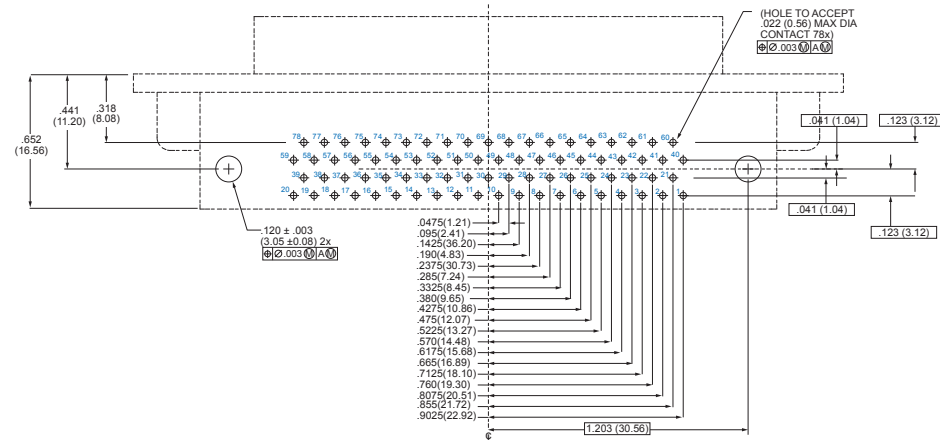 (HOLE TO ACCEPT
.022 (0.56) MAX DIA
CONTACT 78x)
⌖ Ø.003 Ⓜ A Ⓜ
.652
(16.56)
.441
(11.20)
.318
(8.08)
.041 (1.04)
.123 (3.12)
78 77 76 75 74 73 72 71 70 69 68 67 66 65 64 63 62 61 60
59 58 57 56 55 54 53 52 51 50 49 48 47 46 45 44 43 42 41 40
39 38 37 36 35 34 33 32 31 30 29 28 27 26 25 24 23 22 21
20 19 18 17 16 15 14 13 12 11 10 9 8 7 6 5 4 3 2 1
.041 (1.04)
.123 (3.12)
.120 ± .003
(3.05 ±0.08) 2x
⌖ Ø.003 Ⓜ A Ⓜ
.0475(1.21)
.095(2.41)
.1425(36.20)
.190(4.83)
.2375(30.73)
.285(7.24)
.3325(8.45)
.380(9.65)
.4275(10.86)
.475(12.07)
.5225(13.27)
.570(14.48)
.6175(15.68)
.665(16.89)
.7125(18.10)
.760(19.30)
.8075(20.51)
.855(21.72)
.9025(22.92)
1.203 (30.56)
℄